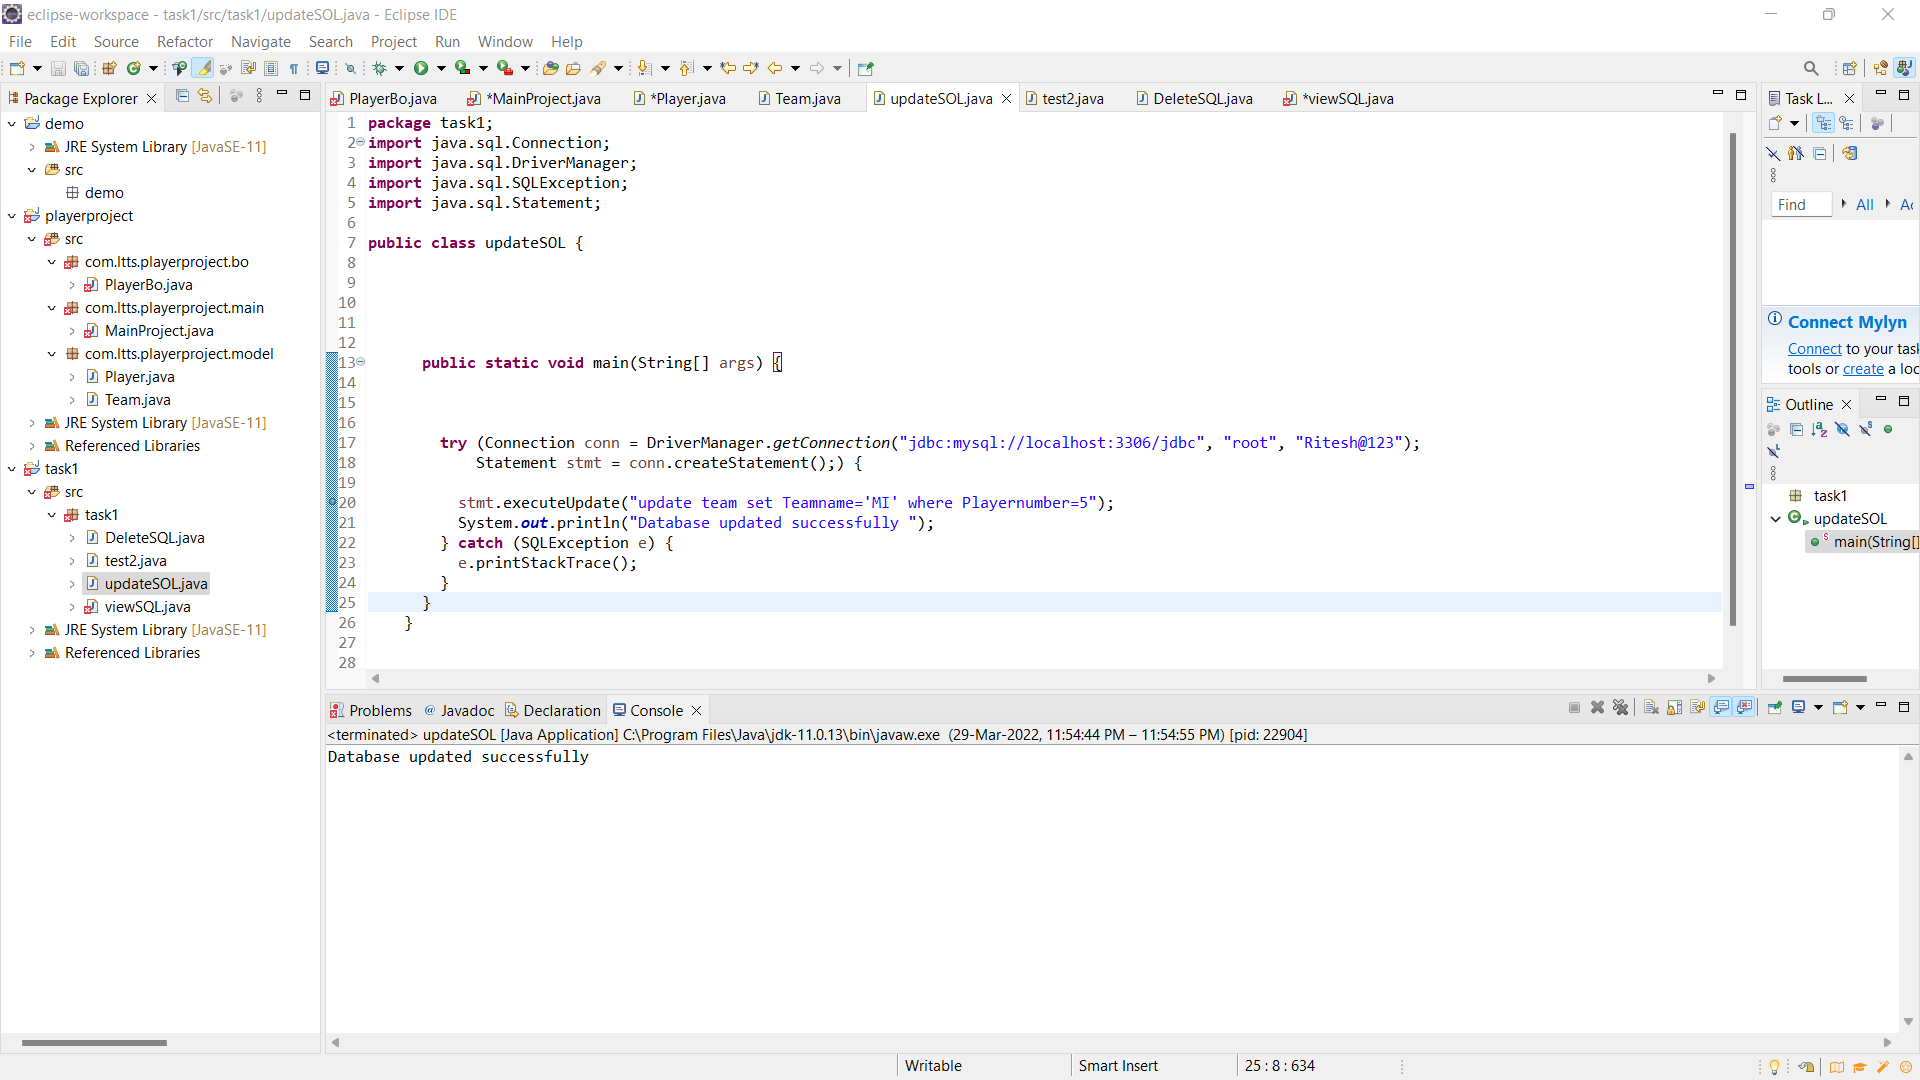 eclipse-workspace - task1/src/task1/updateSOL.java - Eclipse IDE
File Edit Source Refactor Navigate Search Project Run Window Help
Package Explorer
demo
JRE System Library [JavaSE-11]
src
demo
playerproject
src
com.ltts.playerproject.bo
PlayerBo.java
com.ltts.playerproject.main
MainProject.java
com.ltts.playerproject.model
Player.java
Team.java
JRE System Library [JavaSE-11]
Referenced Libraries
task1
src
task1
DeleteSQL.java
test2.java
updateSOL.java
viewSQL.java
JRE System Library [JavaSE-11]
Referenced Libraries
PlayerBo.java *MainProject.java *Player.java Team.java updateSOL.java test2.java DeleteSQL.java *viewSQL.java
1 package task1;
2 import java.sql.Connection;
3 import java.sql.DriverManager;
4 import java.sql.SQLException;
5 import java.sql.Statement;
6
7 public class updateSOL {
8
9
10
11
12
13 public static void main(String[] args) {
14
15
16
17 try (Connection conn = DriverManager.getConnection("jdbc:mysql://localhost:3306/jdbc", "root", "Ritesh@123");
18 Statement stmt = conn.createStatement();) {
19
20 stmt.executeUpdate("update team set Teamname='MI' where Playernumber=5");
21 System.out.println("Database updated successfully ");
22 } catch (SQLException e) {
23 e.printStackTrace();
24 }
25 }
26 }
27
28
Task L...
Find All Ac
Connect Mylyn
Connect to your task
tools or create a loc
Outline
task1
updateSOL
main(String[]
Problems Javadoc Declaration Console
<terminated> updateSOL [Java Application] C:\Program Files\Java\jdk-11.0.13\bin\javaw.exe (29-Mar-2022, 11:54:44 PM – 11:54:55 PM) [pid: 22904]
Database updated successfully
Writable Smart Insert 25 : 8 : 634